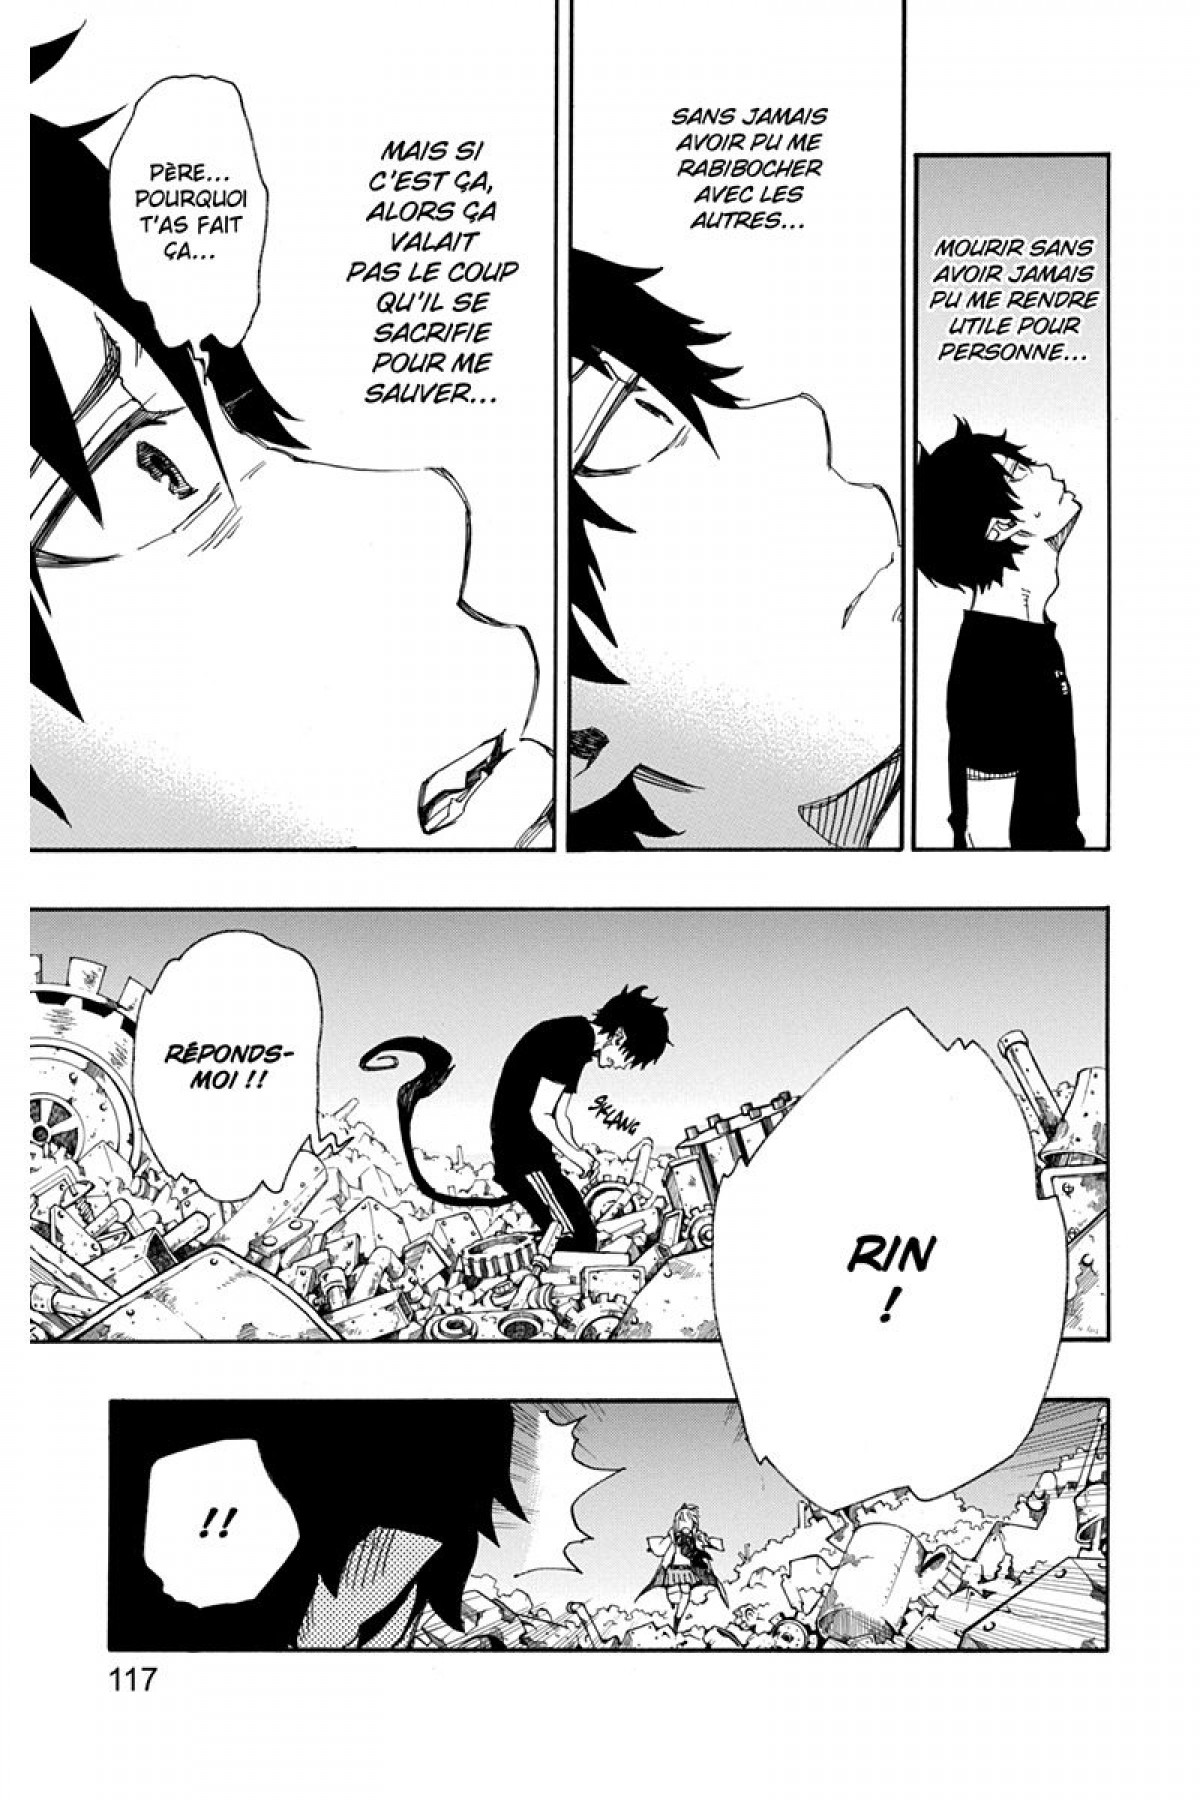 MOURIR SANS
AVOIR JAMAIS
PU ME RENDRE
UTILE POUR
PERSONNE...
SANS JAMAIS
AVOIR PU ME
RABIBOCHER
AVEC LES
AUTRES...
MAIS SI
C'EST ÇA,
ALORS ÇA
VALAIT
PAS LE COUP
QU'IL SE
SACRIFIE
POUR ME
SAUVER...
PÈRE...
POURQUOI
T'AS FAIT
ÇA...
SKLANG
RÉPONDS-
MOI !!
RIN
!
!!
117